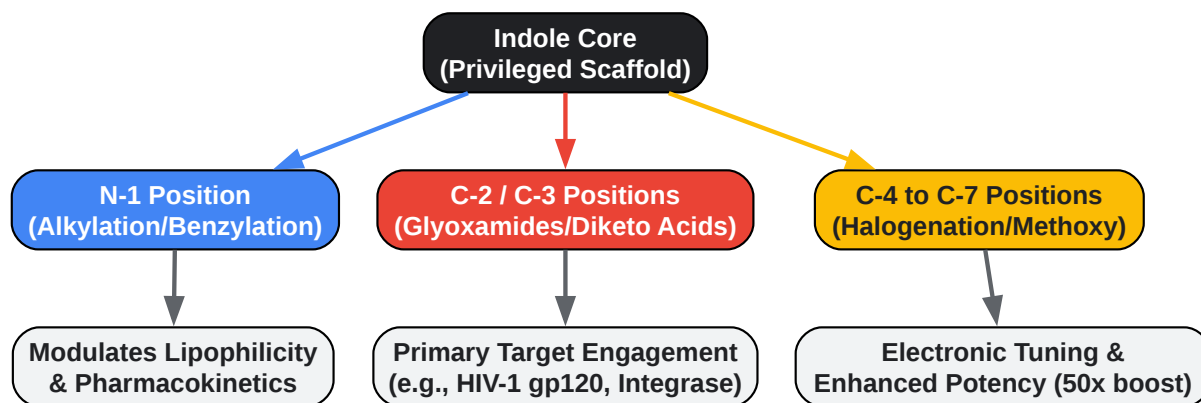 Indole Core
(Privileged Scaffold)
N-1 Position
(Alkylation/Benzylation)
C-2 / C-3 Positions
(Glyoxamides/Diketo Acids)
C-4 to C-7 Positions
(Halogenation/Methoxy)
Modulates Lipophilicity
& Pharmacokinetics
Primary Target Engagement
(e.g., HIV-1 gp120, Integrase)
Electronic Tuning &
Enhanced Potency (50x boost)